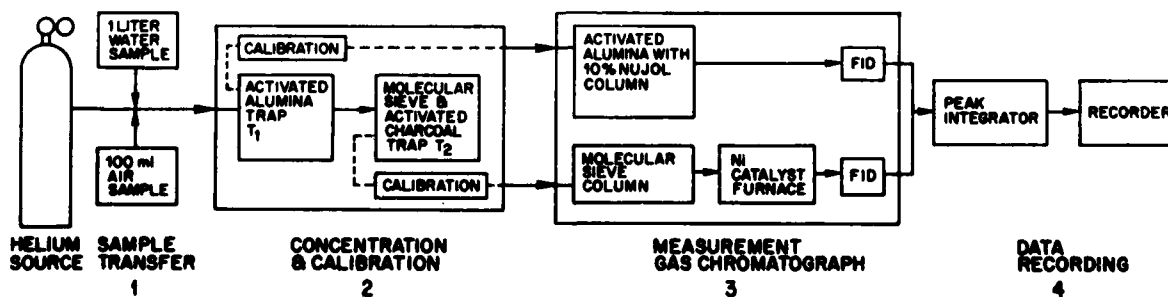 1 LITER
WATER
SAMPLE
100 ml
AIR
SAMPLE
CALIBRATION
ACTIVATED
ALUMINA
TRAP
T1
MOLECULAR
SIEVE &
ACTIVATED
CHARCOAL
TRAP T2
CALIBRATION
ACTIVATED
ALUMINA WITH
10% NUJOL
COLUMN
FID
MOLECULAR
SIEVE
COLUMN
Ni
CATALYST
FURNACE
FID
PEAK
INTEGRATOR
RECORDER
HELIUM
SOURCE
SAMPLE
TRANSFER
1
CONCENTRATION
& CALIBRATION
2
MEASUREMENT
GAS CHROMATOGRAPH
3
DATA
RECORDING
4